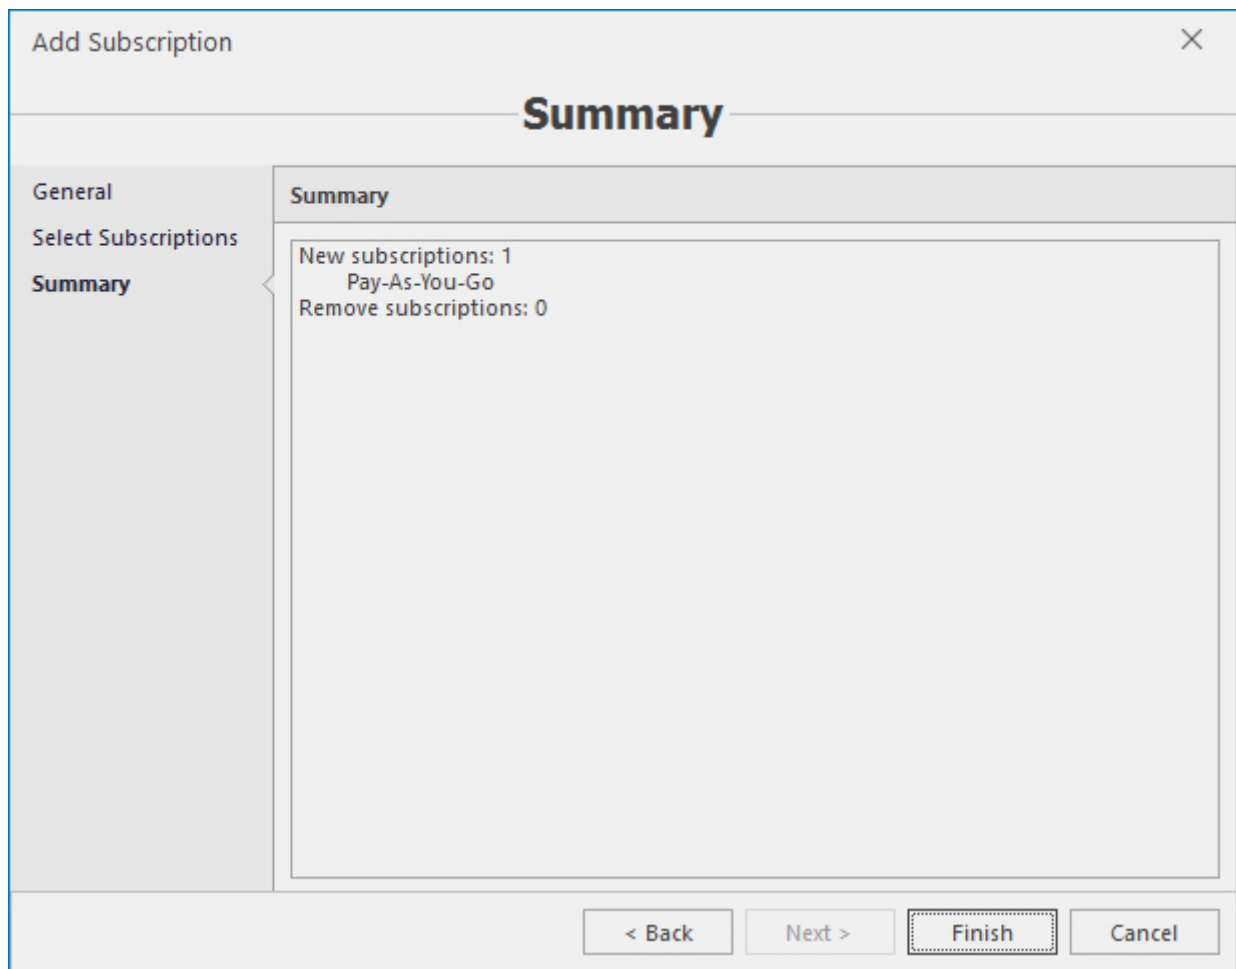 Add Subscription
Summary
General
Select Subscriptions
Summary
Summary
New subscriptions: 1
Pay-As-You-Go
Remove subscriptions: 0
< Back
Next >
Finish
Cancel